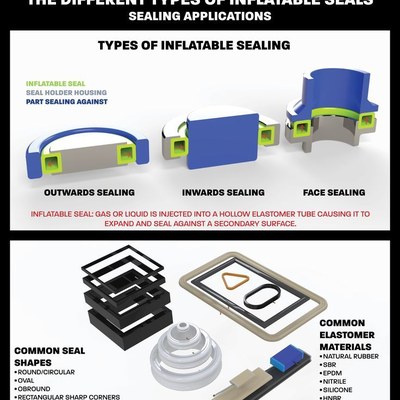 THE DIFFERENT TYPES OF INFLATABLE SEALS
SEALING APPLICATIONS
TYPES OF INFLATABLE SEALING
INFLATABLE SEAL
SEAL HOLDER HOUSING
PART SEALING AGAINST
OUTWARDS SEALING
INWARDS SEALING
FACE SEALING
INFLATABLE SEAL: GAS OR LIQUID IS INJECTED INTO A HOLLOW ELASTOMER TUBE CAUSING IT TO
EXPAND AND SEAL AGAINST A SECONDARY SURFACE.
COMMON SEAL
SHAPES
• ROUND/CIRCULAR
• OVAL
• OBROUND
• RECTANGULAR SHARP CORNERS
COMMON
ELASTOMER
MATERIALS
• NATURAL RUBBER
• SBR
• EPDM
• NITRILE
• SILICONE
• HNBR